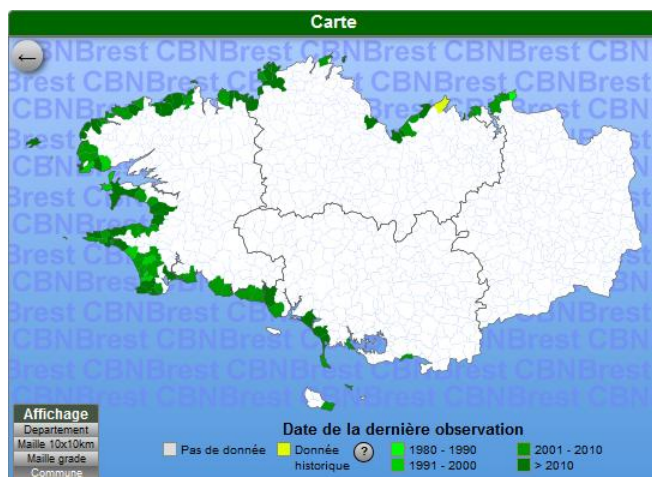 Carte
←
CBNBrest CBNBrest CBNBrest
Affichage
Departement
Maille 10x10km
Maille grade
Commune
Date de la dernière observation
Pas de donnée
Donnée historique
?
1980 - 1990
1991 - 2000
2001 - 2010
> 2010